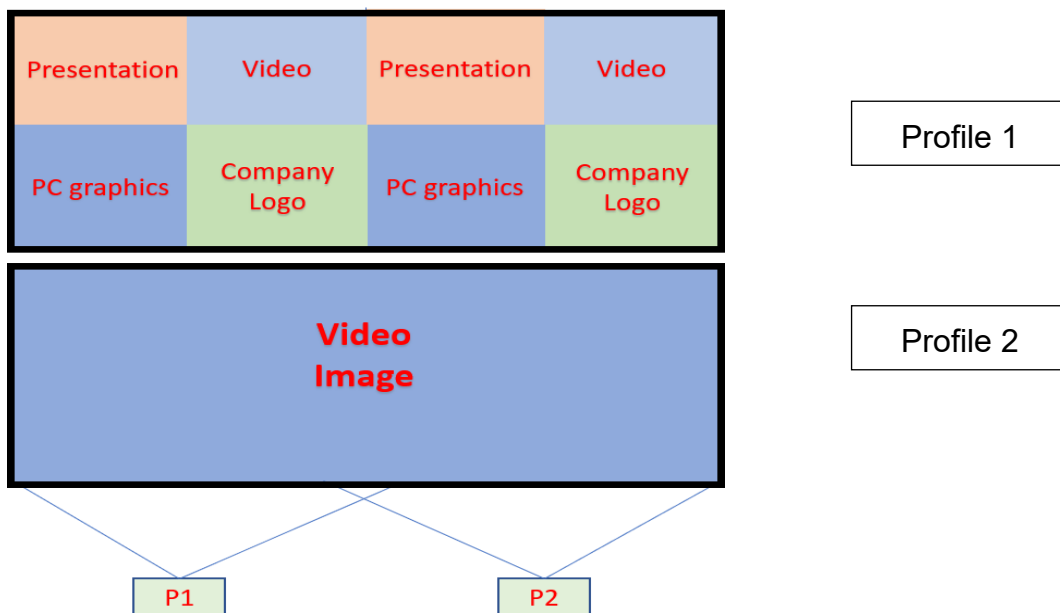 Presentation Video Presentation Video
PC graphics Company Logo PC graphics Company Logo
Profile 1
Video
Image
Profile 2
P1 P2